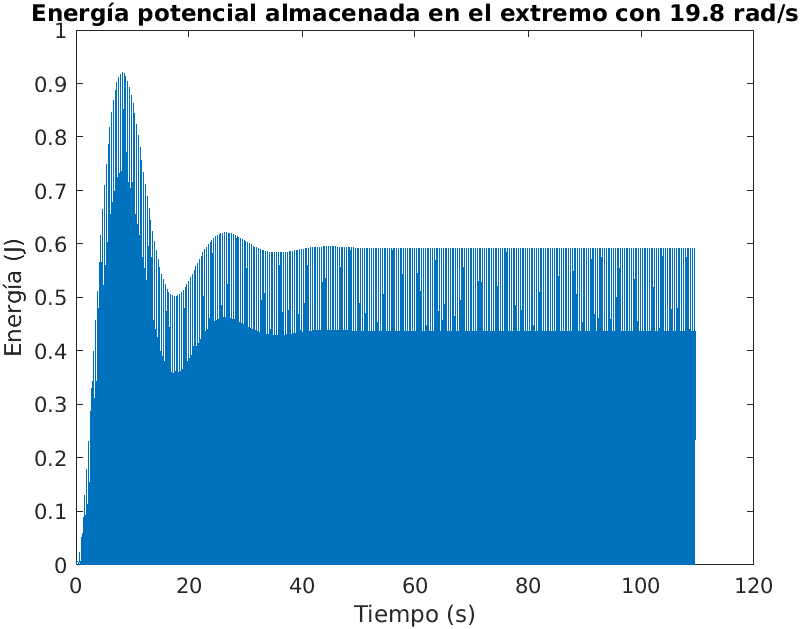 Energía potencial almacenada en el extremo con 19.8 rad/s
1
0.9
0.8
0.7
0.6
0.5
0.4
0.3
0.2
0.1
0
Energía (J)
0 20 40 60 80 100 120
Tiempo (s)